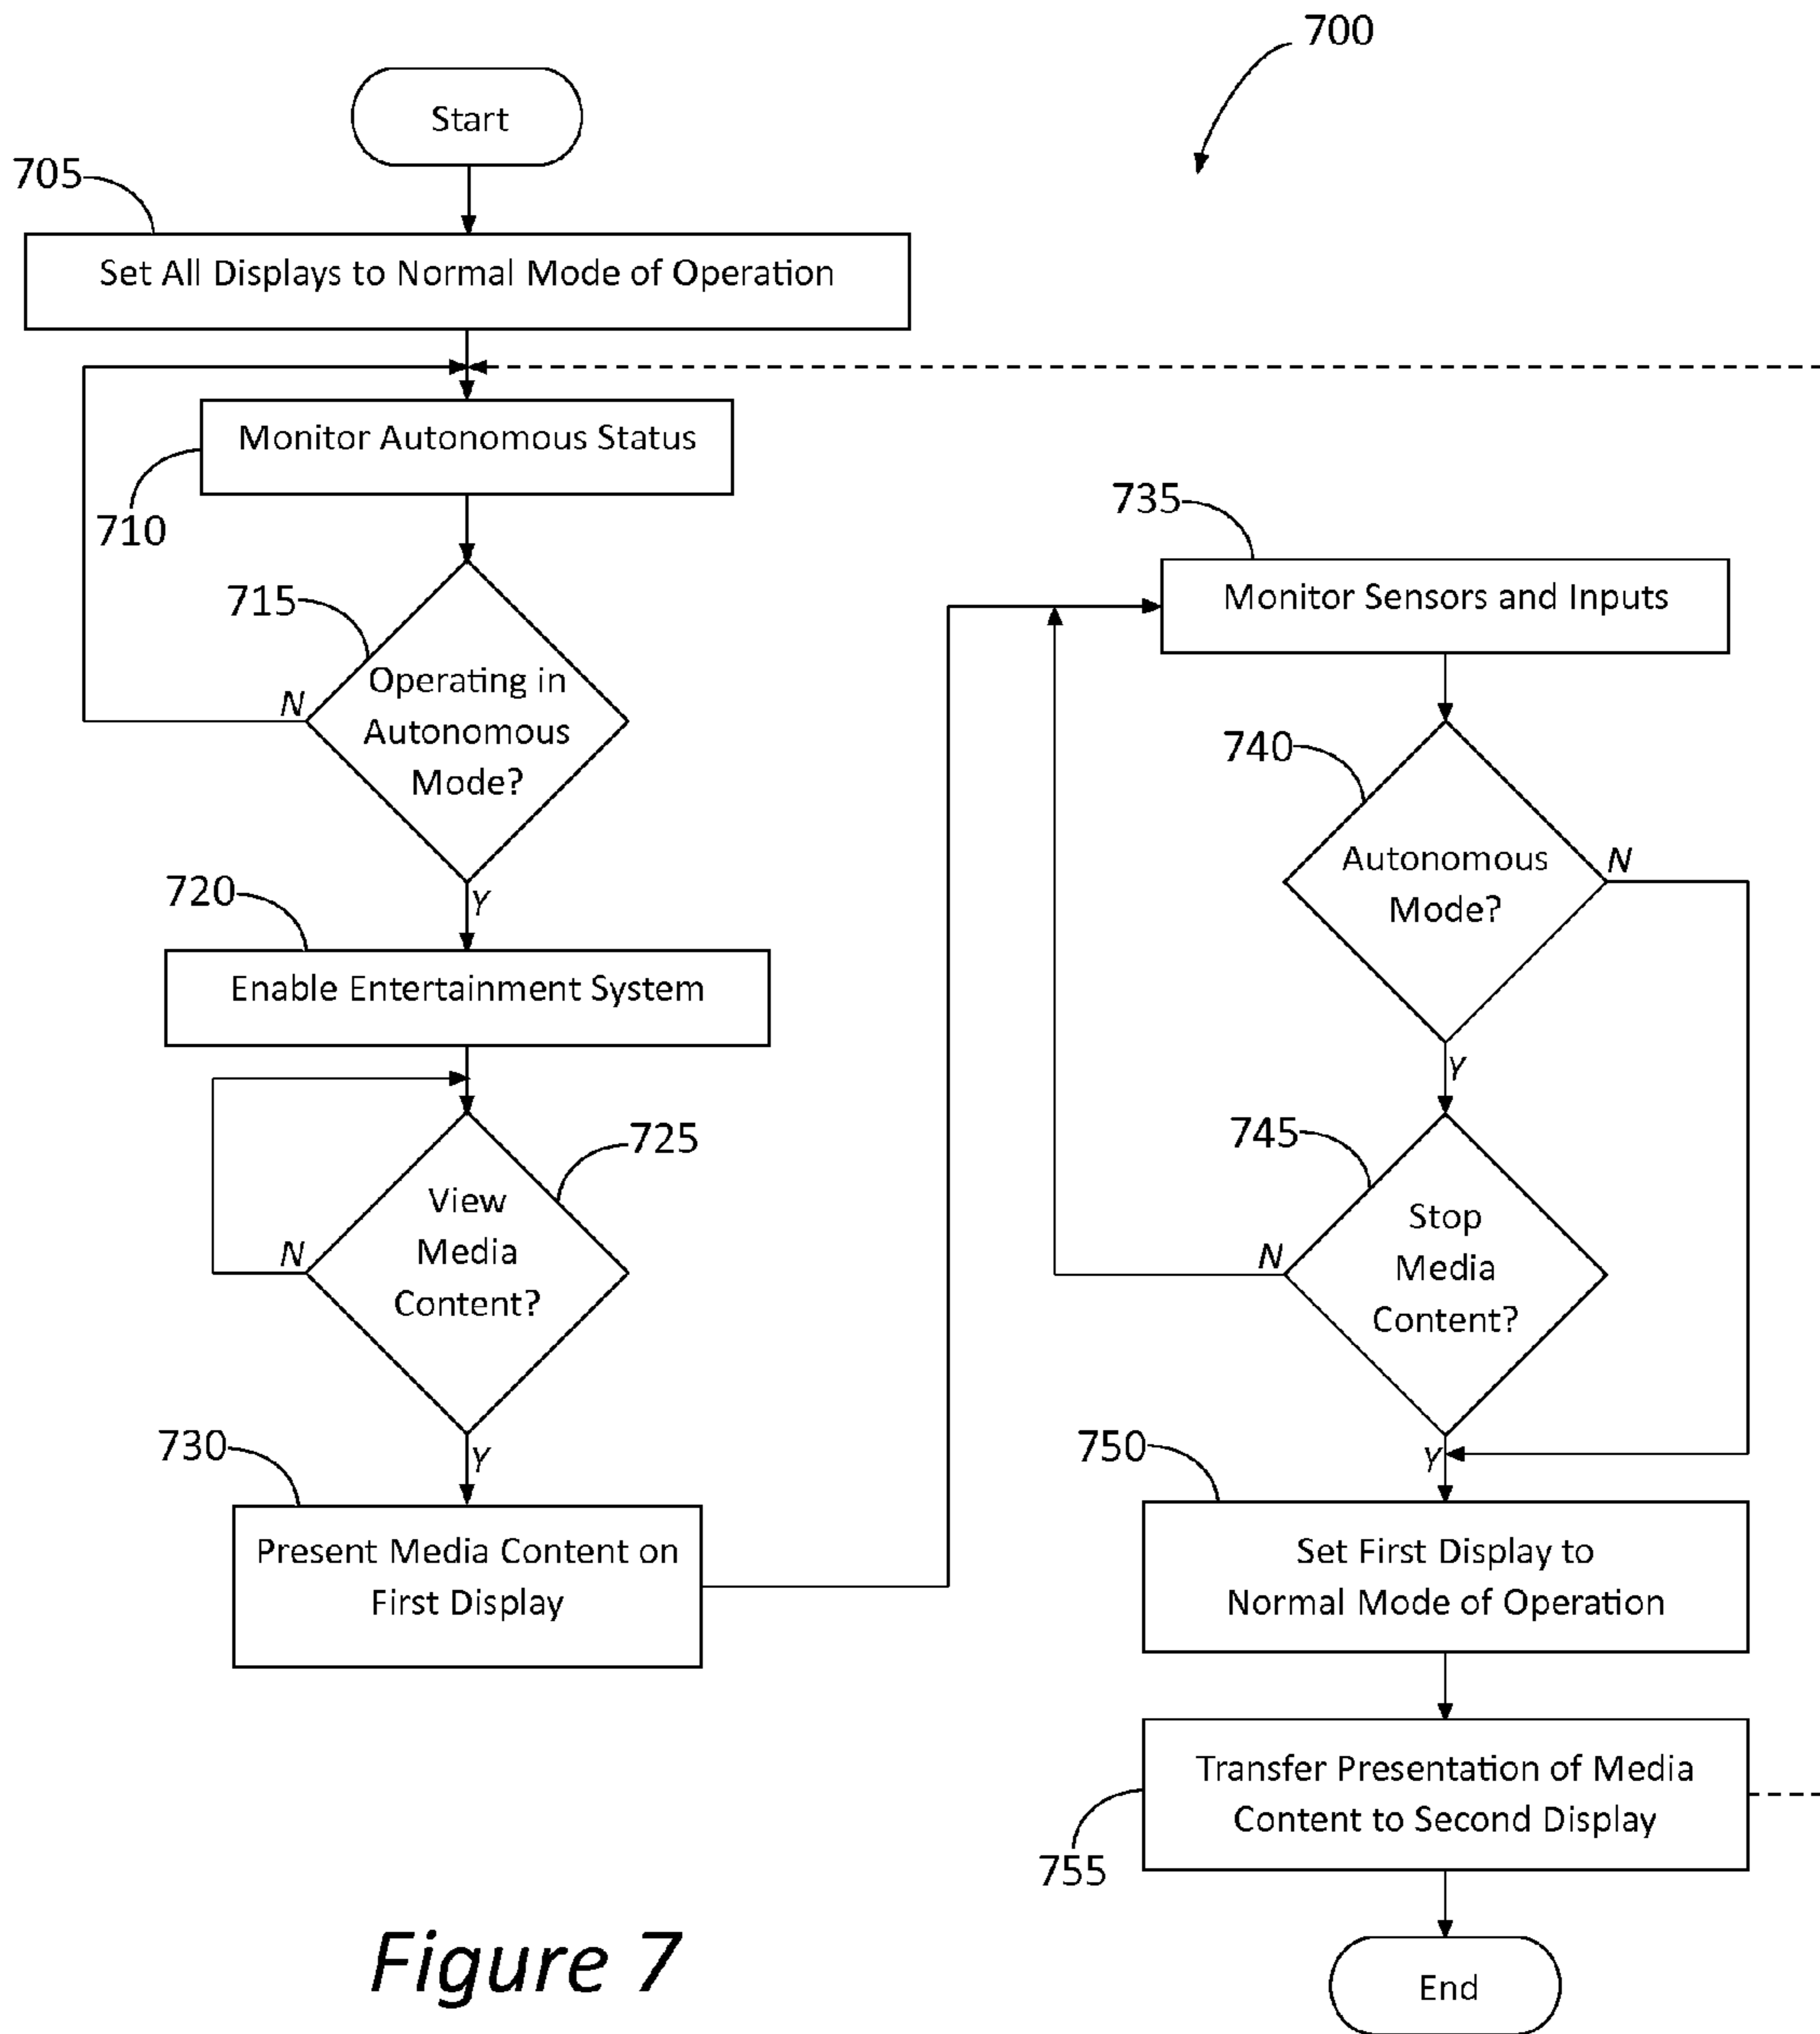 700
Start
705
Set All Displays to Normal Mode of Operation
Monitor Autonomous Status
710
715
Operating in
Autonomous
Mode?
N
Y
720
Enable Entertainment System
725
View
Media
Content?
N
Y
730
Present Media Content on
First Display
735
Monitor Sensors and Inputs
740
Autonomous
Mode?
N
Y
745
Stop
Media
Content?
N
Y
750
Set First Display to
Normal Mode of Operation
Transfer Presentation of Media
Content to Second Display
755
End
Figure 7